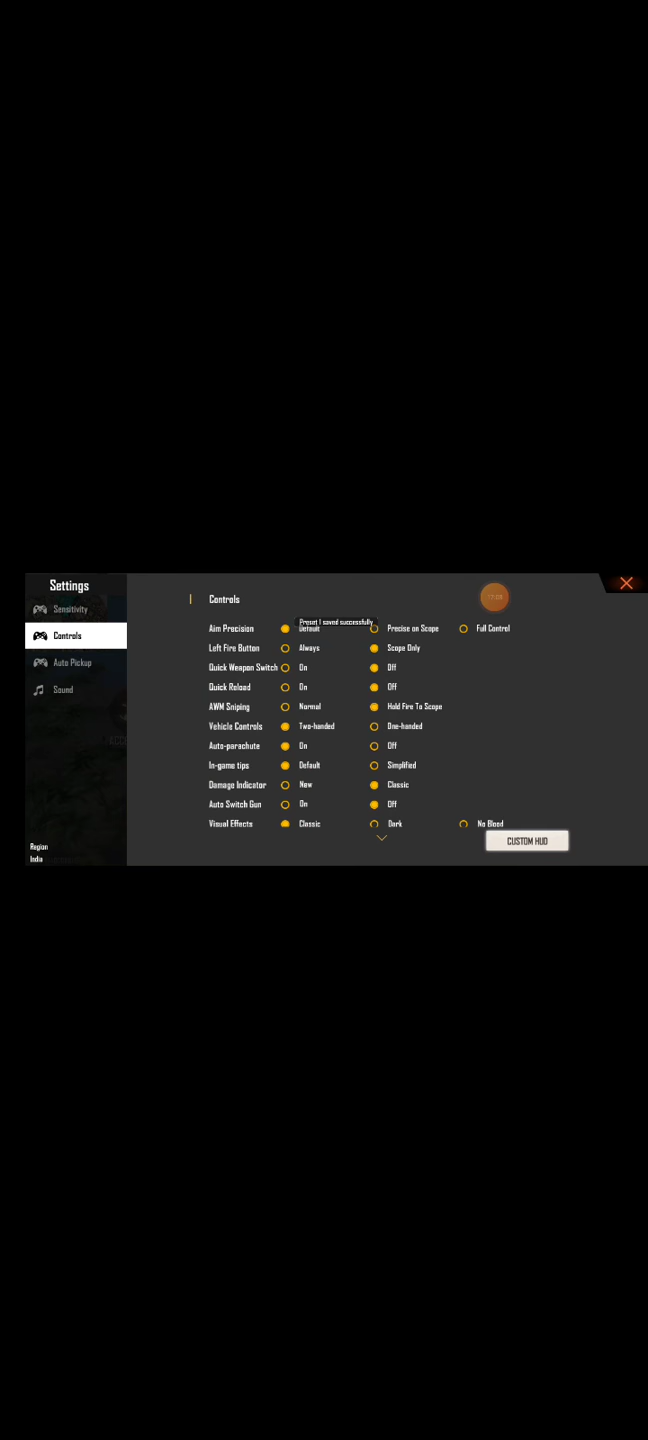 Settings
Sensitivity
Controls
Auto Pickup
Sound
Region
India
Controls
Preset 1 saved successfully
Aim Precision Default Precise on Scope Full Control
Left Fire Button Always Scope Only
Quick Weapon Switch On Off
Quick Reload On Off
AWM Sniping Normal Hold Fire To Scope
Vehicle Controls Two-handed One-handed
Auto-parachute On Off
In-game tips Default Simplified
Damage Indicator New Classic
Auto Switch Gun On Off
Visual Effects Classic Dark No Blood
CUSTOM HUD